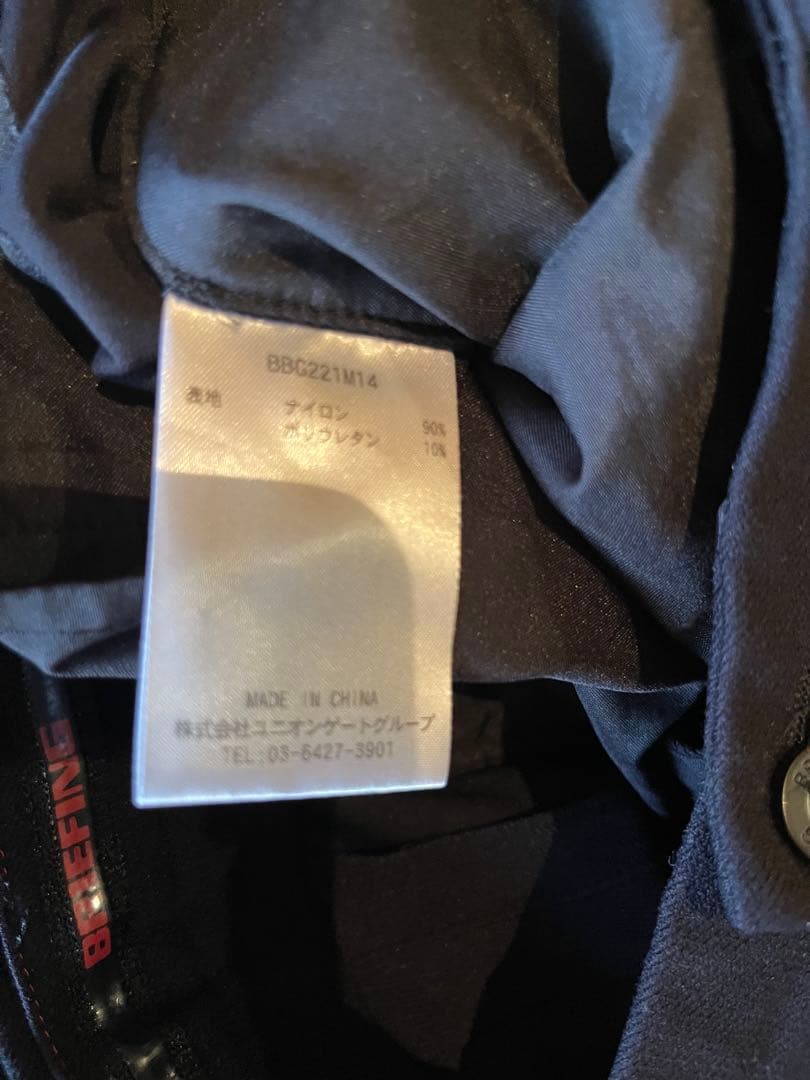 BBG221M14
表地 ナイロン 90%
ポリウレタン 10%
MADE IN CHINA
株式会社ユニオンゲートグループ
TEL:03-6427-3901
BRIEFING